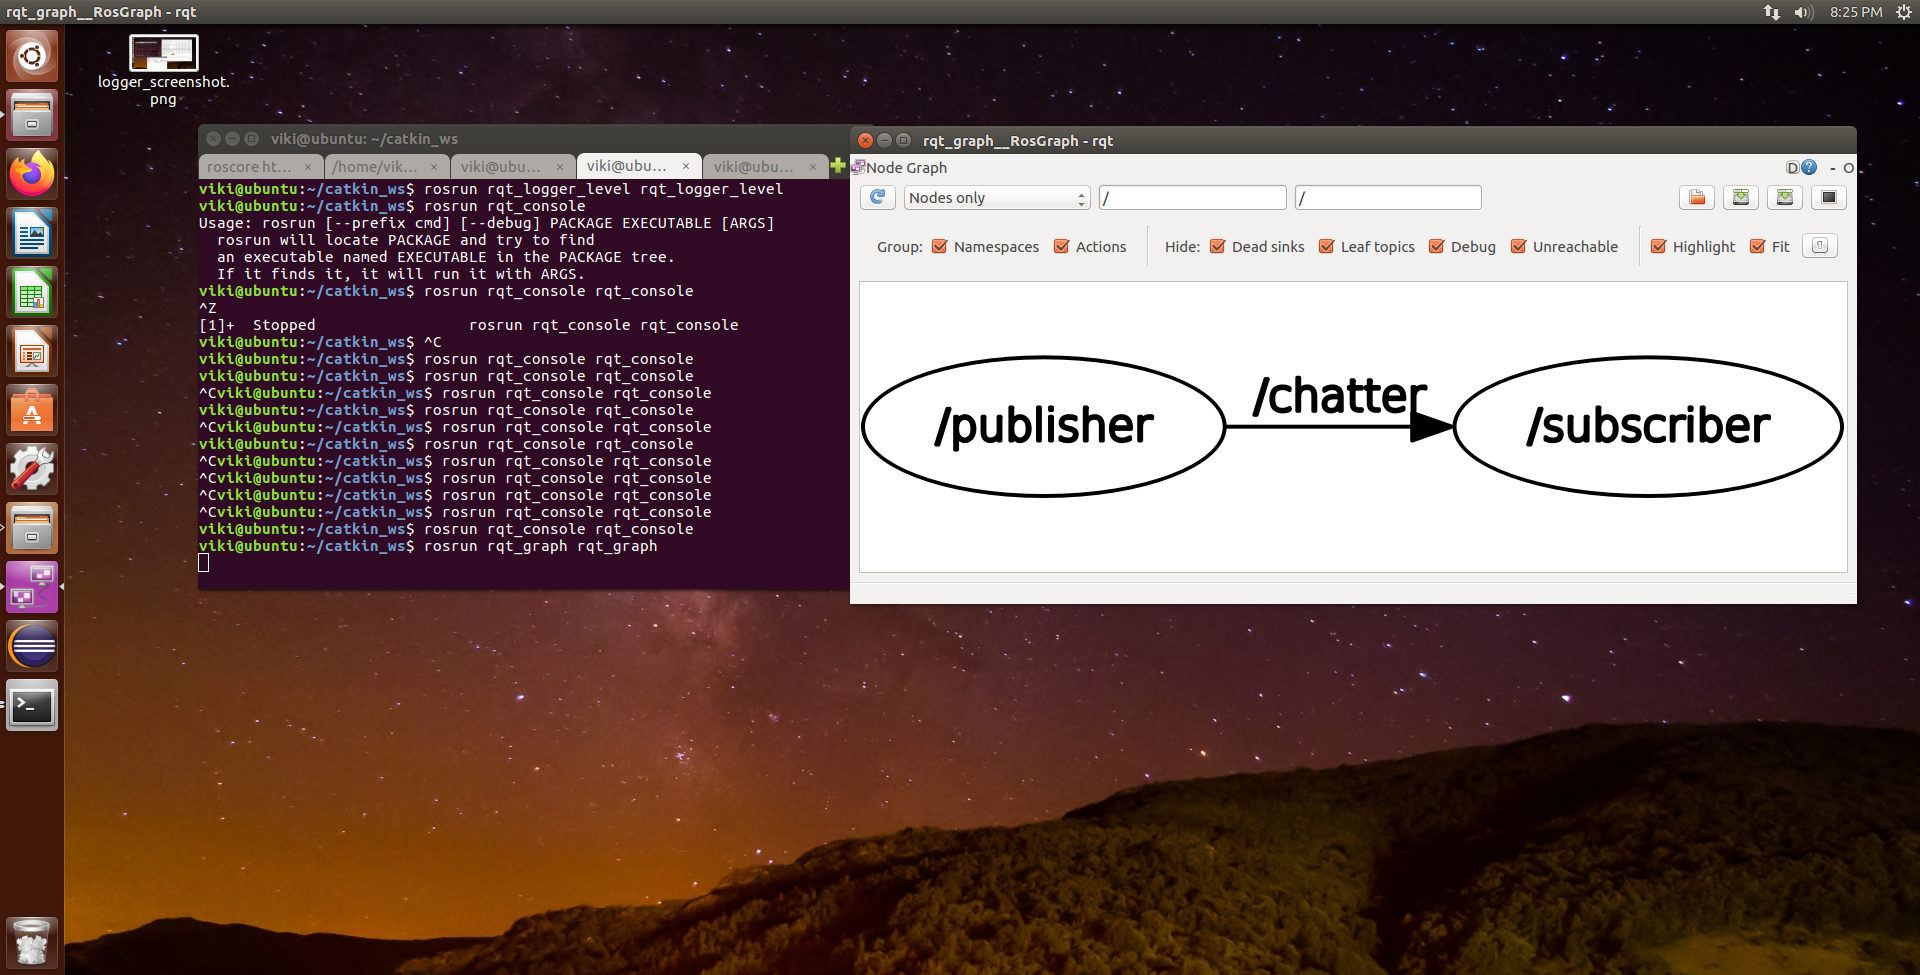 rqt_graph__RosGraph - rqt
8:25 PM
logger_screenshot.
png
viki@ubuntu: ~/catkin_ws
roscore ht... × /home/vik... × viki@ubu... × viki@ubu... × viki@ubu... ×
viki@ubuntu:~/catkin_ws$ rosrun rqt_logger_level rqt_logger_level
viki@ubuntu:~/catkin_ws$ rosrun rqt_console
Usage: rosrun [--prefix cmd] [--debug] PACKAGE EXECUTABLE [ARGS]
  rosrun will locate PACKAGE and try to find
  an executable named EXECUTABLE in the PACKAGE tree.
  If it finds it, it will run it with ARGS.
viki@ubuntu:~/catkin_ws$ rosrun rqt_console rqt_console
^Z
[1]+  Stopped                 rosrun rqt_console rqt_console
viki@ubuntu:~/catkin_ws$ ^C
viki@ubuntu:~/catkin_ws$ rosrun rqt_console rqt_console
viki@ubuntu:~/catkin_ws$ rosrun rqt_console rqt_console
^Cviki@ubuntu:~/catkin_ws$ rosrun rqt_console rqt_console
viki@ubuntu:~/catkin_ws$ rosrun rqt_console rqt_console
^Cviki@ubuntu:~/catkin_ws$ rosrun rqt_console rqt_console
viki@ubuntu:~/catkin_ws$ rosrun rqt_console rqt_console
^Cviki@ubuntu:~/catkin_ws$ rosrun rqt_console rqt_console
^Cviki@ubuntu:~/catkin_ws$ rosrun rqt_console rqt_console
^Cviki@ubuntu:~/catkin_ws$ rosrun rqt_console rqt_console
^Cviki@ubuntu:~/catkin_ws$ rosrun rqt_console rqt_console
viki@ubuntu:~/catkin_ws$ rosrun rqt_console rqt_console
viki@ubuntu:~/catkin_ws$ rosrun rqt_graph rqt_graph
rqt_graph__RosGraph - rqt
Node Graph D ? - O
Nodes only / /
Group: Namespaces Actions Hide: Dead sinks Leaf topics Debug Unreachable Highlight Fit
/publisher /chatter /subscriber